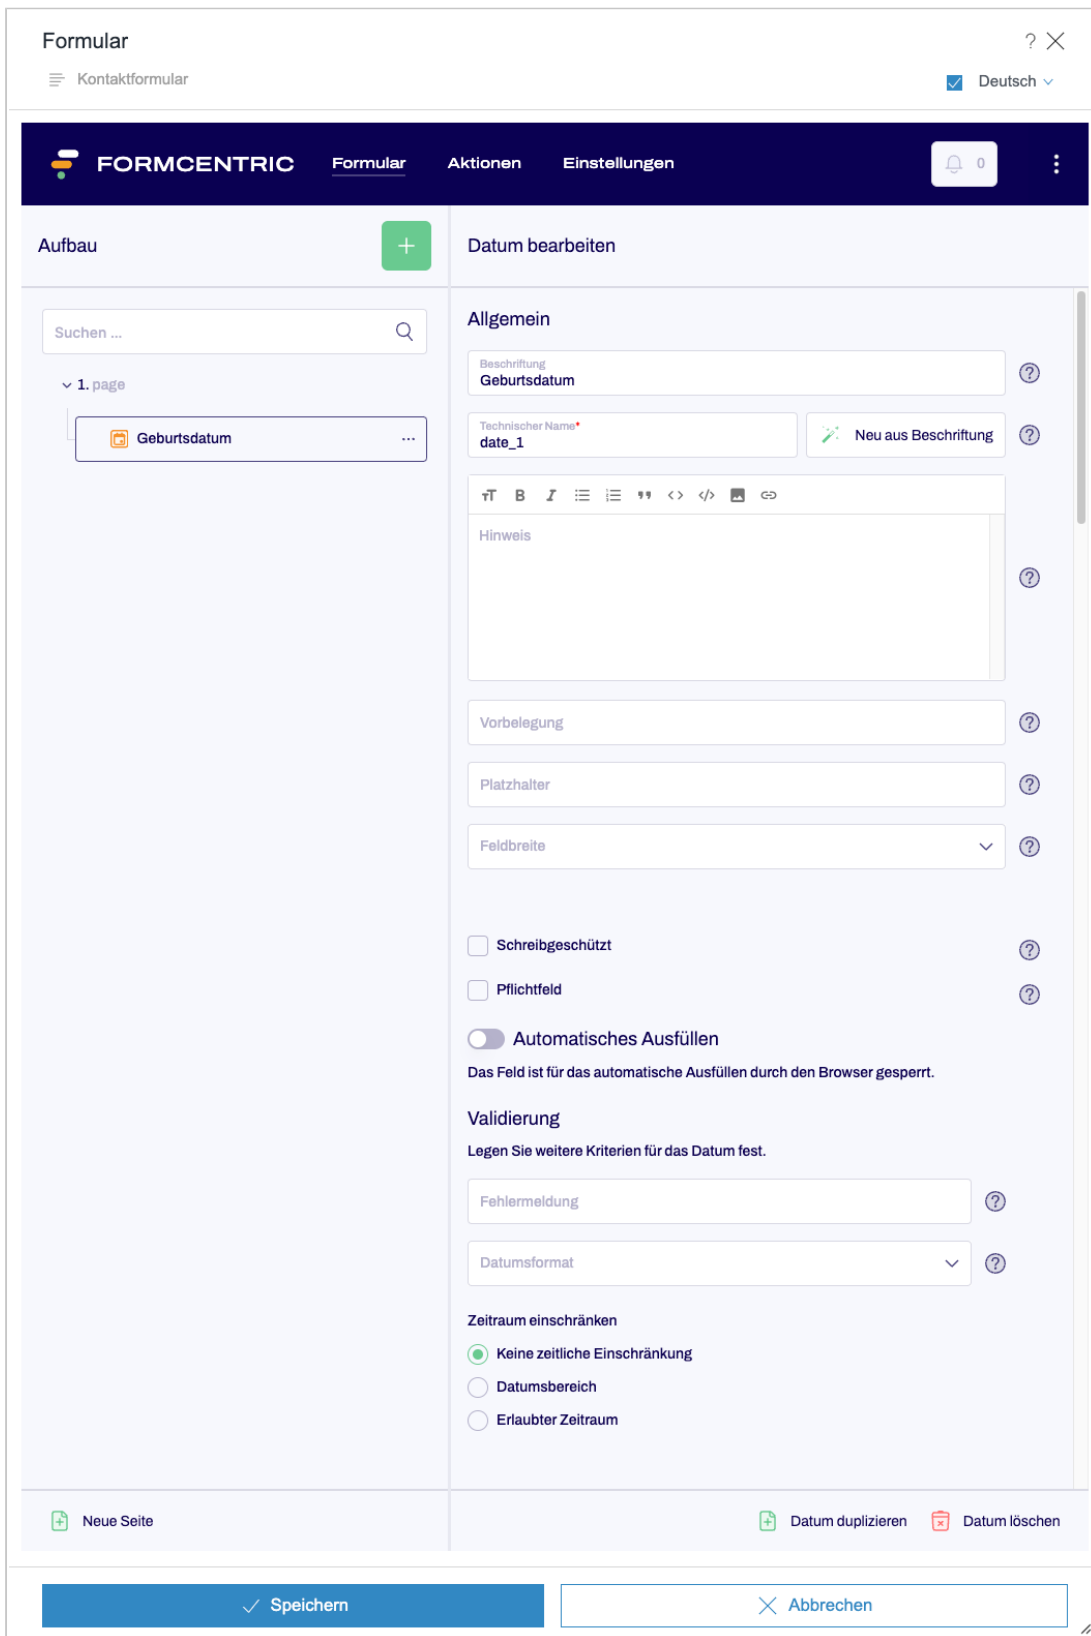 Formular
?
Kontaktformular
Deutsch
FORMCENTRIC Formular Aktionen Einstellungen 0
Aufbau
+
Datum bearbeiten
Suchen ...
1. page
Geburtsdatum ...
Allgemein
Beschriftung
Geburtsdatum
?
Technischer Name*
date_1
Neu aus Beschriftung
?
Hinweis
?
Vorbelegung
?
Platzhalter
?
Feldbreite
?
Schreibgeschützt
?
Pflichtfeld
?
Automatisches Ausfüllen
Das Feld ist für das automatische Ausfüllen durch den Browser gesperrt.
Validierung
Legen Sie weitere Kriterien für das Datum fest.
Fehlermeldung
?
Datumsformat
?
Zeitraum einschränken
Keine zeitliche Einschränkung
Datumsbereich
Erlaubter Zeitraum
Neue Seite
Datum duplizieren
Datum löschen
Speichern
Abbrechen